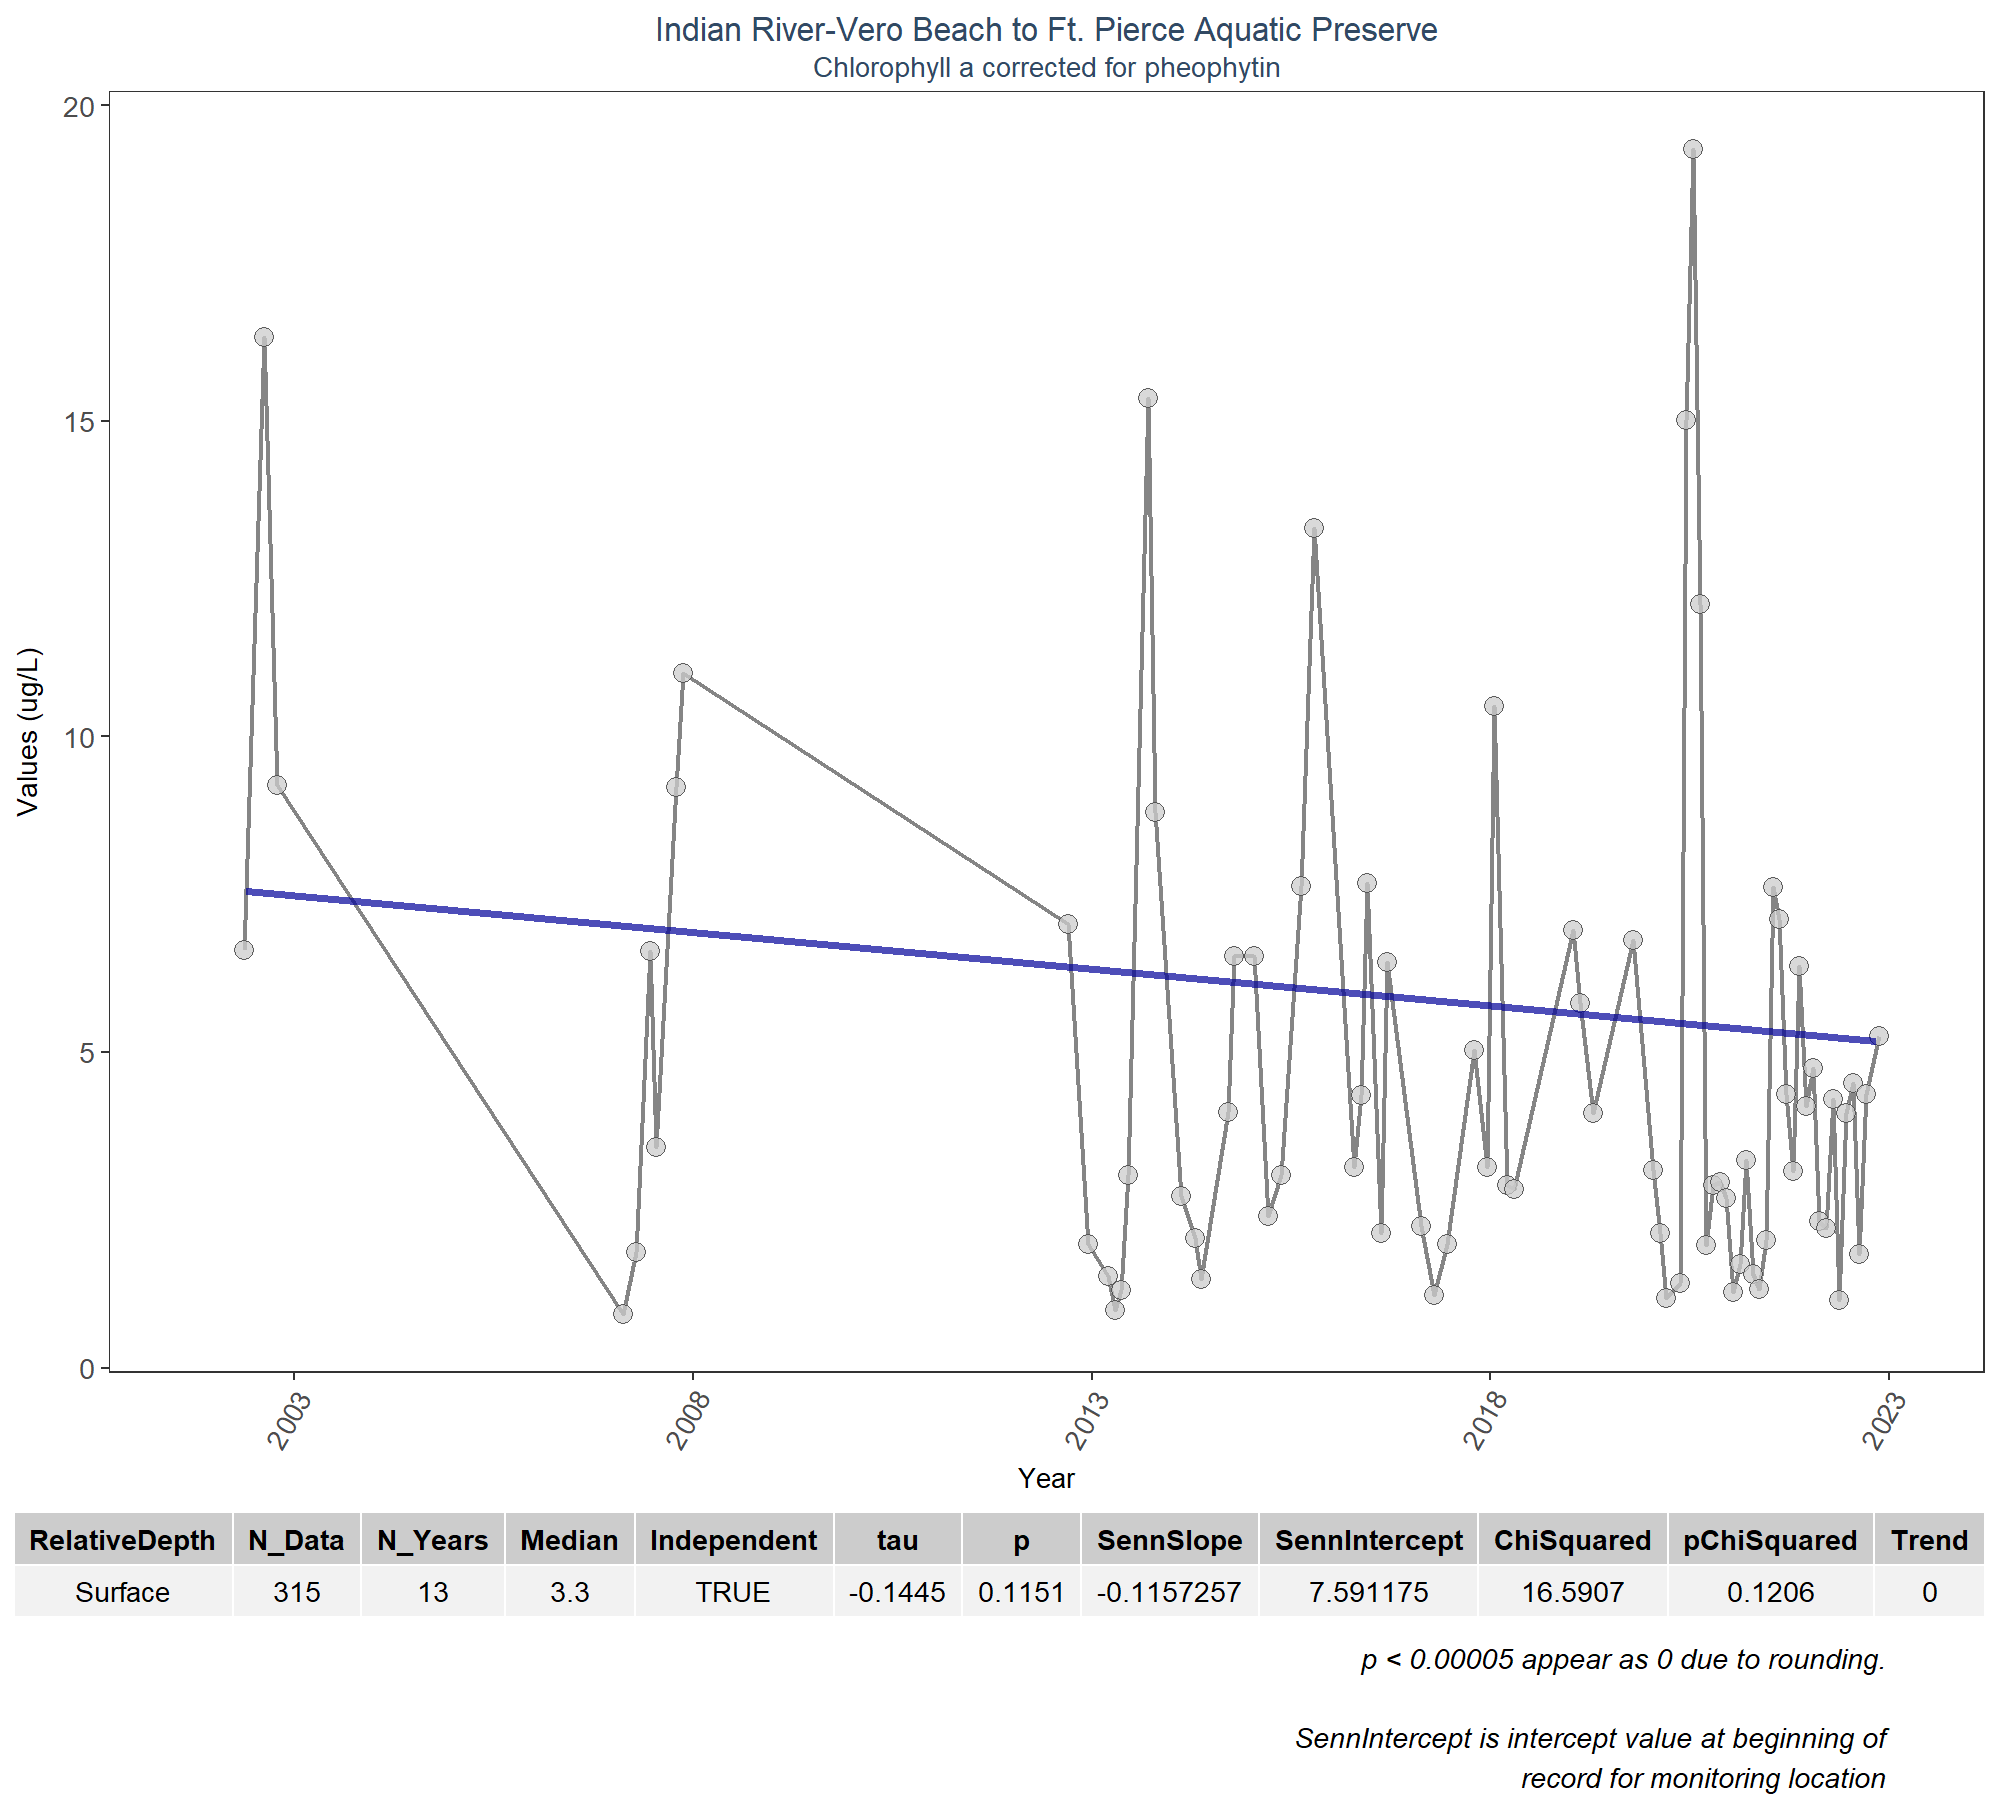 Indian River-Vero Beach to Ft. Pierce Aquatic Preserve
Chlorophyll a corrected for pheophytin
20
15
10
5
0
Values (ug/L)
2003 2008 2013 2018 2023
Year
RelativeDepth N_Data N_Years Median Independent tau p SennSlope SennIntercept ChiSquared pChiSquared Trend
Surface 315 13 3.3 TRUE -0.1445 0.1151 -0.1157257 7.591175 16.5907 0.1206 0
p < 0.00005 appear as 0 due to rounding.
SennIntercept is intercept value at beginning of
record for monitoring location